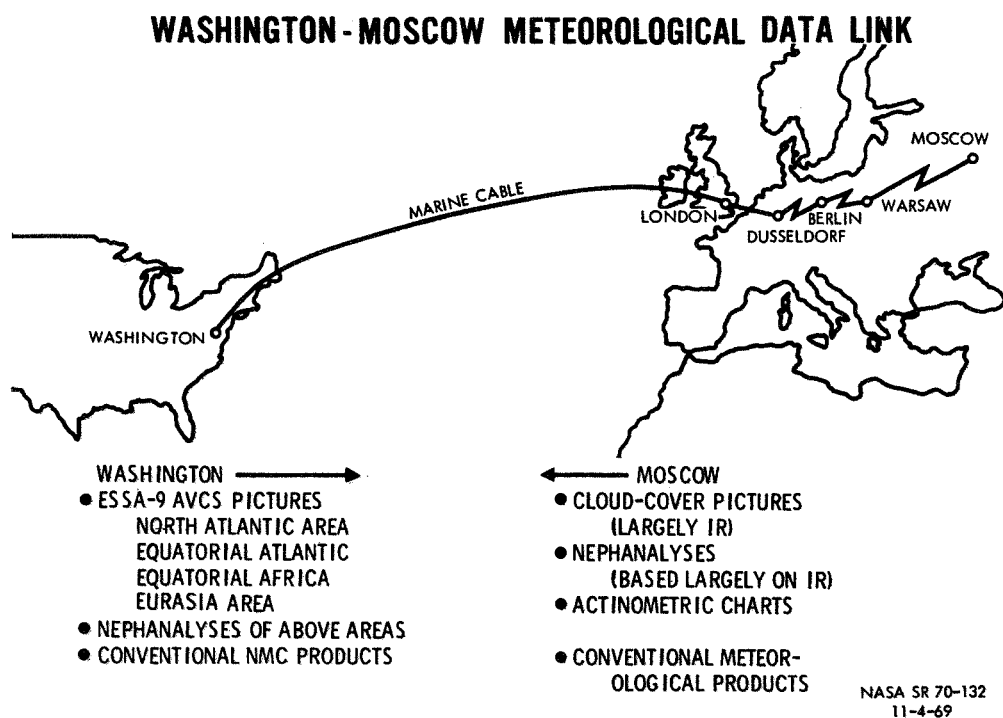 WASHINGTON-MOSCOW METEOROLOGICAL DATA LINK
MOSCOW
MARINE CABLE
LONDON
BERLIN
WARSAW
DUSSELDORF
WASHINGTON
WASHINGTON
● ESSA-9 AVCS PICTURES
NORTH ATLANTIC AREA
EQUATORIAL ATLANTIC
EQUATORIAL AFRICA
EURASIA AREA
● NEPHANALYSES OF ABOVE AREAS
● CONVENTIONAL NMC PRODUCTS
MOSCOW
● CLOUD-COVER PICTURES
(LARGELY IR)
● NEPHANALYSES
(BASED LARGELY ON IR)
● ACTINOMETRIC CHARTS
● CONVENTIONAL METEOR-
OLOGICAL PRODUCTS
NASA SR 70-132
11-4-69